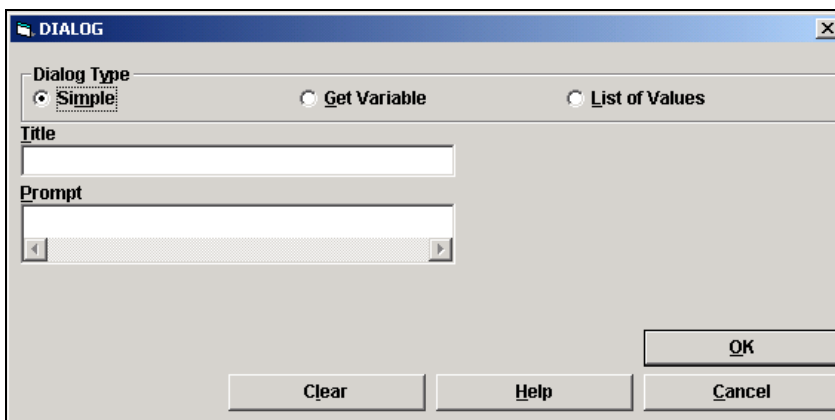 DIALOG
Dialog Type
Simple Get Variable List of Values
Title
Prompt
OK
Clear Help Cancel